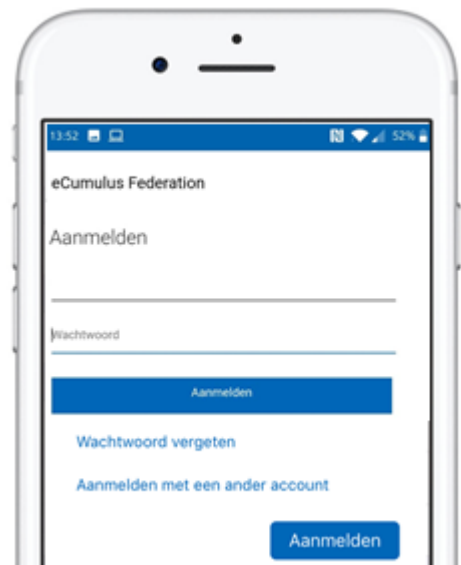 13:52 52%
eCumulus Federation
Aanmelden
Wachtwoord
Aanmelden
Wachtwoord vergeten
Aanmelden met een ander account
Aanmelden